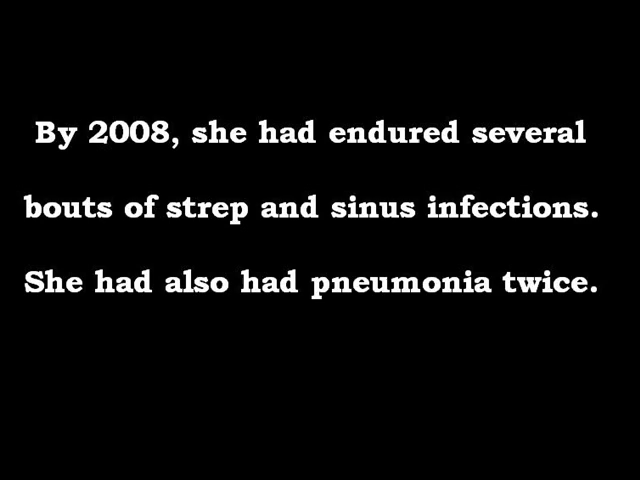 By 2008, she had endured several
bouts of strep and sinus infections.
She had also had pneumonia twice.